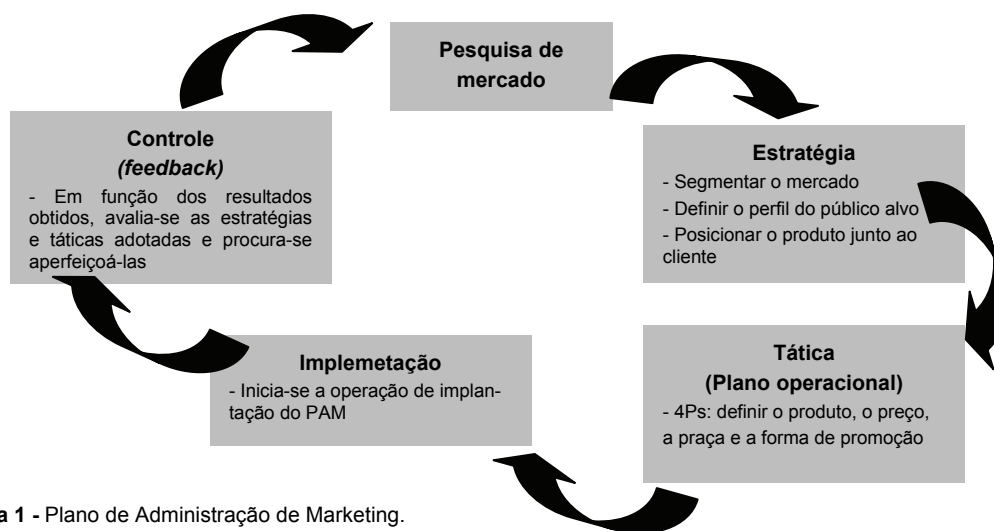 Pesquisa de
mercado
Controle
(feedback)
- Em função dos resultados
obtidos, avalia-se as estratégias
e táticas adotadas e procura-se
aperfeiçoá-las
Estratégia
- Segmentar o mercado
- Definir o perfil do público alvo
- Posicionar o produto junto ao
cliente
Implemetação
- Inicia-se a operação de implan-
tação do PAM
Tática
(Plano operacional)
- 4Ps: definir o produto, o preço,
a praça e a forma de promoção
a 1 - Plano de Administração de Marketing.